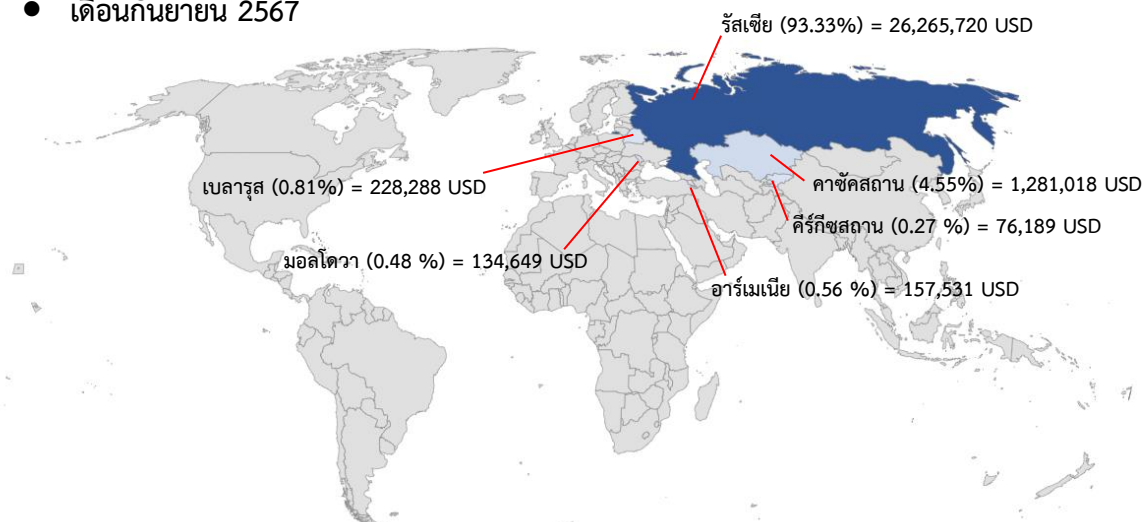 ● เดือนกันยายน 2567
รัสเซีย (93.33%) = 26,265,720 USD
เบลารุส (0.81%) = 228,288 USD
คาซัคสถาน (4.55%) = 1,281,018 USD
คีร์กีซสถาน (0.27 %) = 76,189 USD
มอลโดวา (0.48 %) = 134,649 USD
อาร์เมเนีย (0.56 %) = 157,531 USD